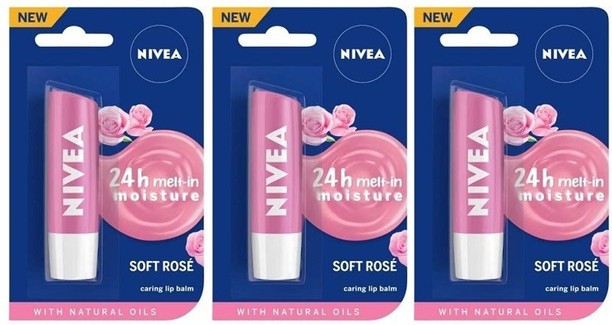 NEW
NIVEA
NIVEA
24h melt-in
moisture
SOFT ROSÉ
caring lip balm
WITH NATURAL OILS
NEW
NIVEA
NIVEA
24h melt-in
moisture
SOFT ROSÉ
caring lip balm
WITH NATURAL OILS
NEW
NIVEA
NIVEA
24h melt-in
moisture
SOFT ROSÉ
caring lip balm
WITH NATURAL OILS